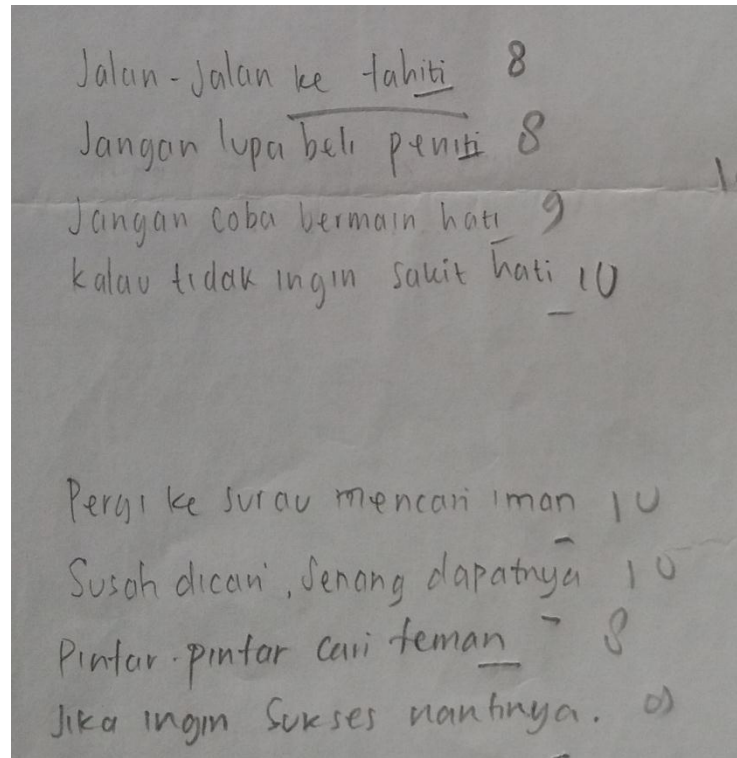 Jalan-Jalan ke tahiti 8
Jangan lupa beli peniti 8
Jangan coba bermain hati 9
kalau tidak ingin sakit hati 10
Pergi ke surau mencari iman 10
Susah dicari, Senang dapatnya 10
Pintar-pintar cari teman 8
Jika ingin Sukses nantinya. 9